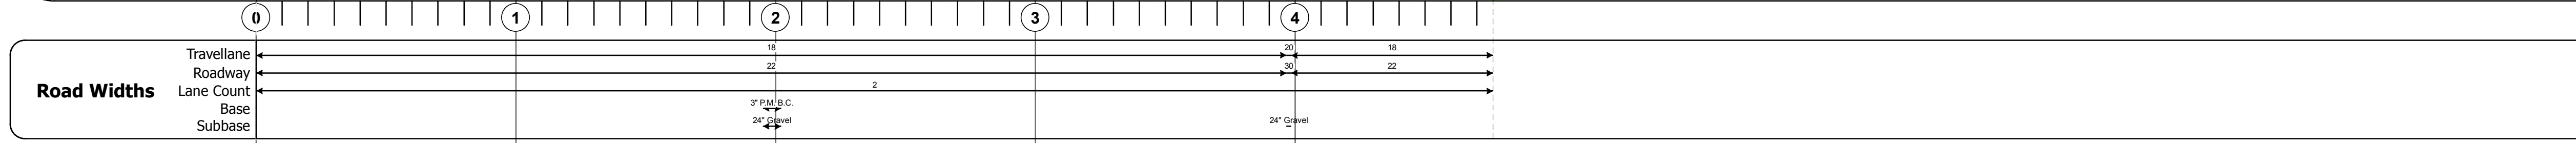 0 1 2 3 4
Travellane 18 20 18
Roadway 22 30 22
Road Widths
Lane Count 2
Base 3" P.M. B.C.
Subbase 24" Gravel 24" Gravel